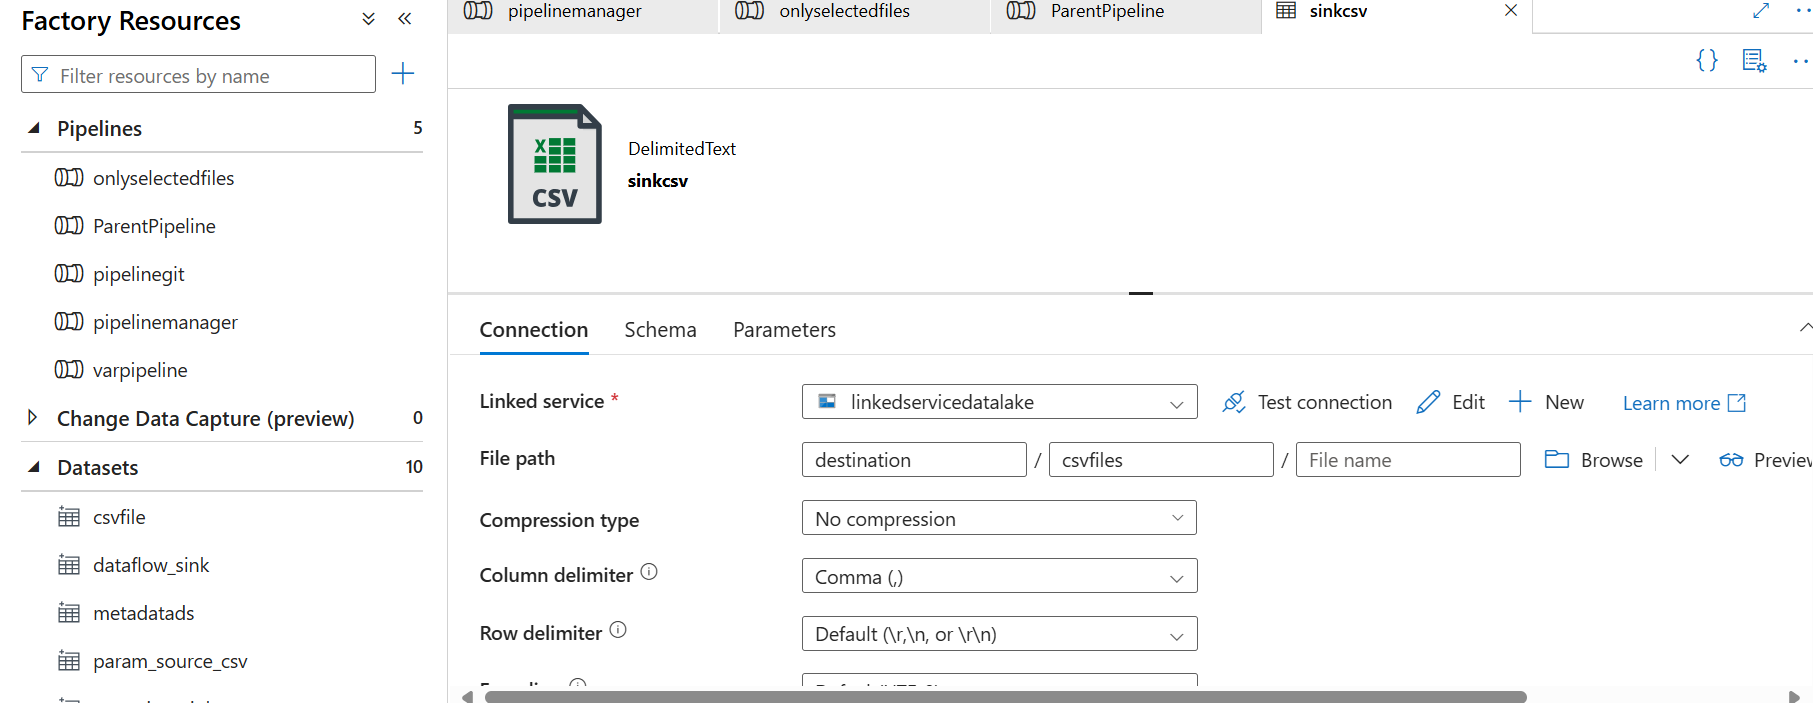 Factory Resources
Filter resources by name
Pipelines 5
onlyselectedfiles
ParentPipeline
pipelinegit
pipelinemanager
varpipeline
Change Data Capture (preview) 0
Datasets 10
csvfile
dataflow_sink
metadatads
param_source_csv
pipelinemanager onlyselectedfiles ParentPipeline sinkcsv
{}
X
CSV
DelimitedText
sinkcsv
Connection Schema Parameters
Linked service * linkedservicedatalake Test connection Edit New Learn more
File path destination / csvfiles / File name Browse Preview
Compression type No compression
Column delimiter Comma (,)
Row delimiter Default (\r,\n, or \r\n)